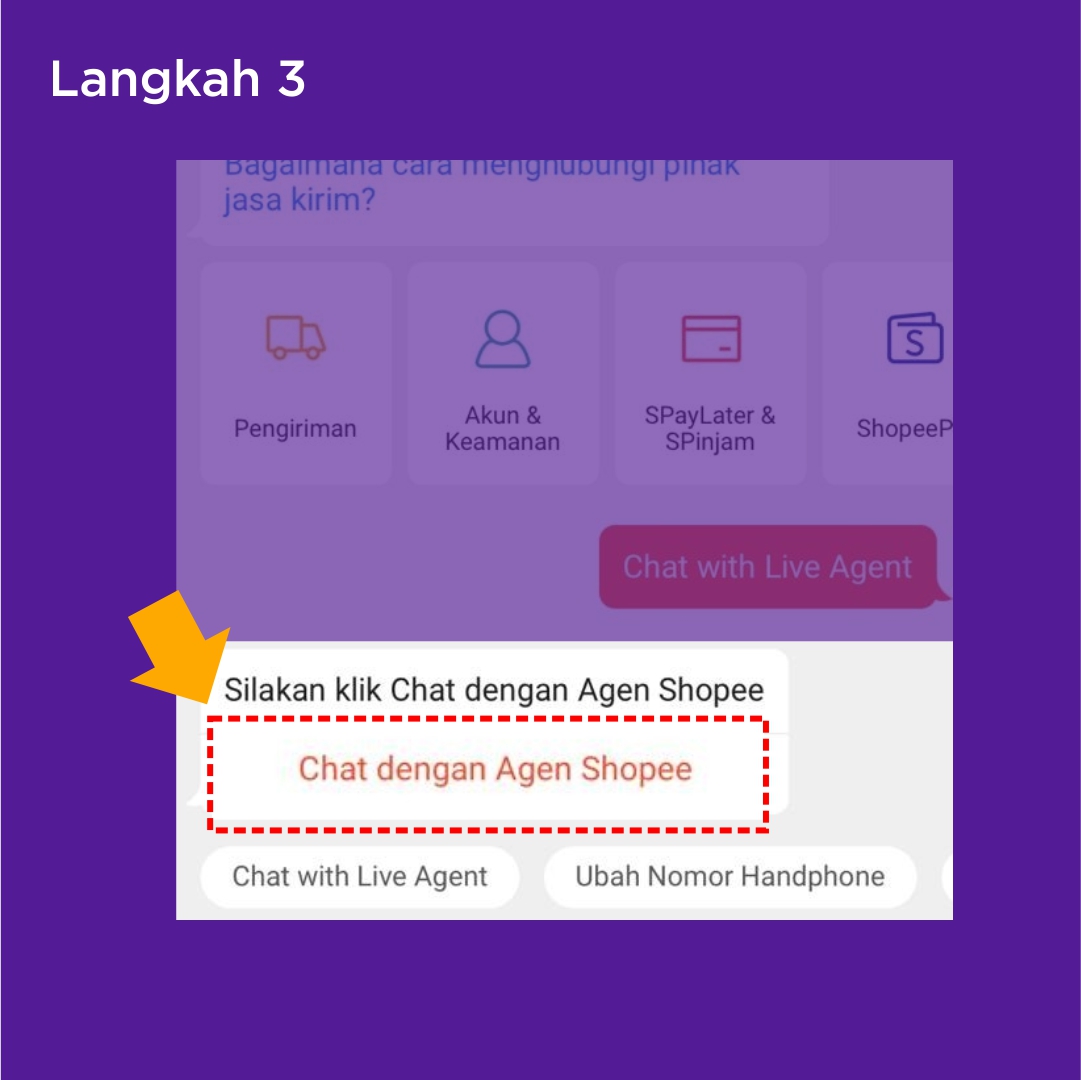 Langkah 3
Bagaimana cara menghubungi pihak
jasa kirim?
Pengiriman
Akun &
Keamanan
SPayLater &
SPinjam
ShopeeP
Chat with Live Agent
Silakan klik Chat dengan Agen Shopee
Chat dengan Agen Shopee
Chat with Live Agent
Ubah Nomor Handphone